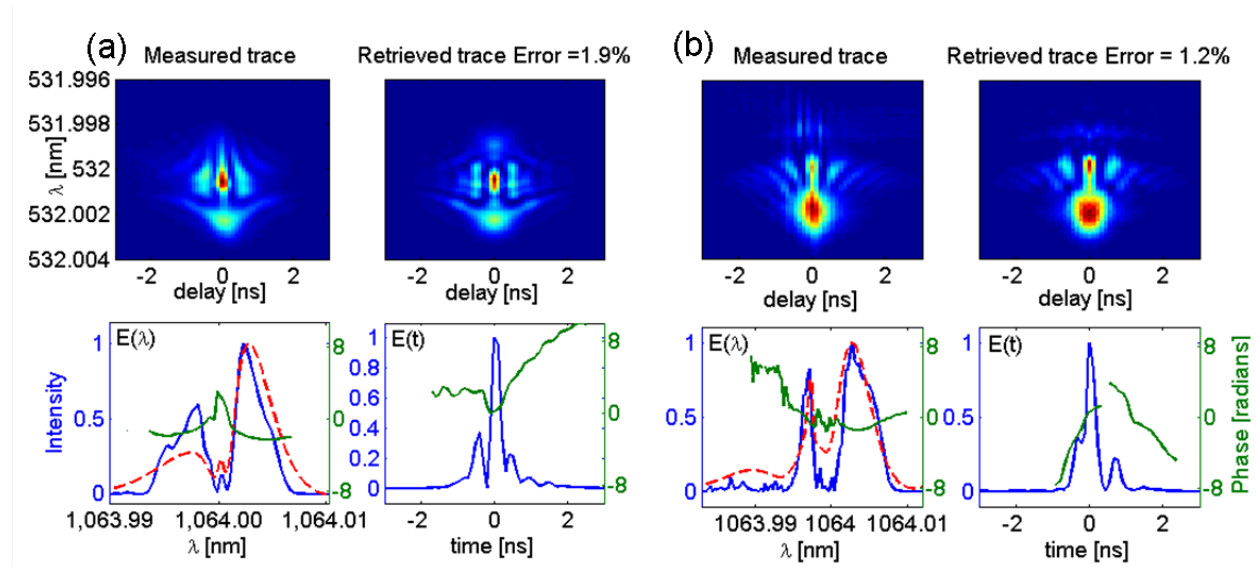 (a)
Measured trace
Retrieved trace Error =1.9%
(b)
Measured trace
Retrieved trace Error = 1.2%
531.996
531.998
532
532.002
532.004
λ [nm]
-2 0 2
delay [ns]
-2 0 2
delay [ns]
-2 0 2
delay [ns]
-2 0 2
delay [ns]
E(λ)
Intensity
1
0.5
0
8
0
-8
1,063.99 1,064.00 1,064.01
λ [nm]
E(t)
1
0.8
0.6
0.4
0.2
0
8
0
-8
-2 0 2
time [ns]
E(λ)
1
0.5
0
8
0
-8
1063.99 1064 1064.01
λ [nm]
E(t)
1
0.5
0
8
0
-8
Phase [radians]
-2 0 2
time [ns]